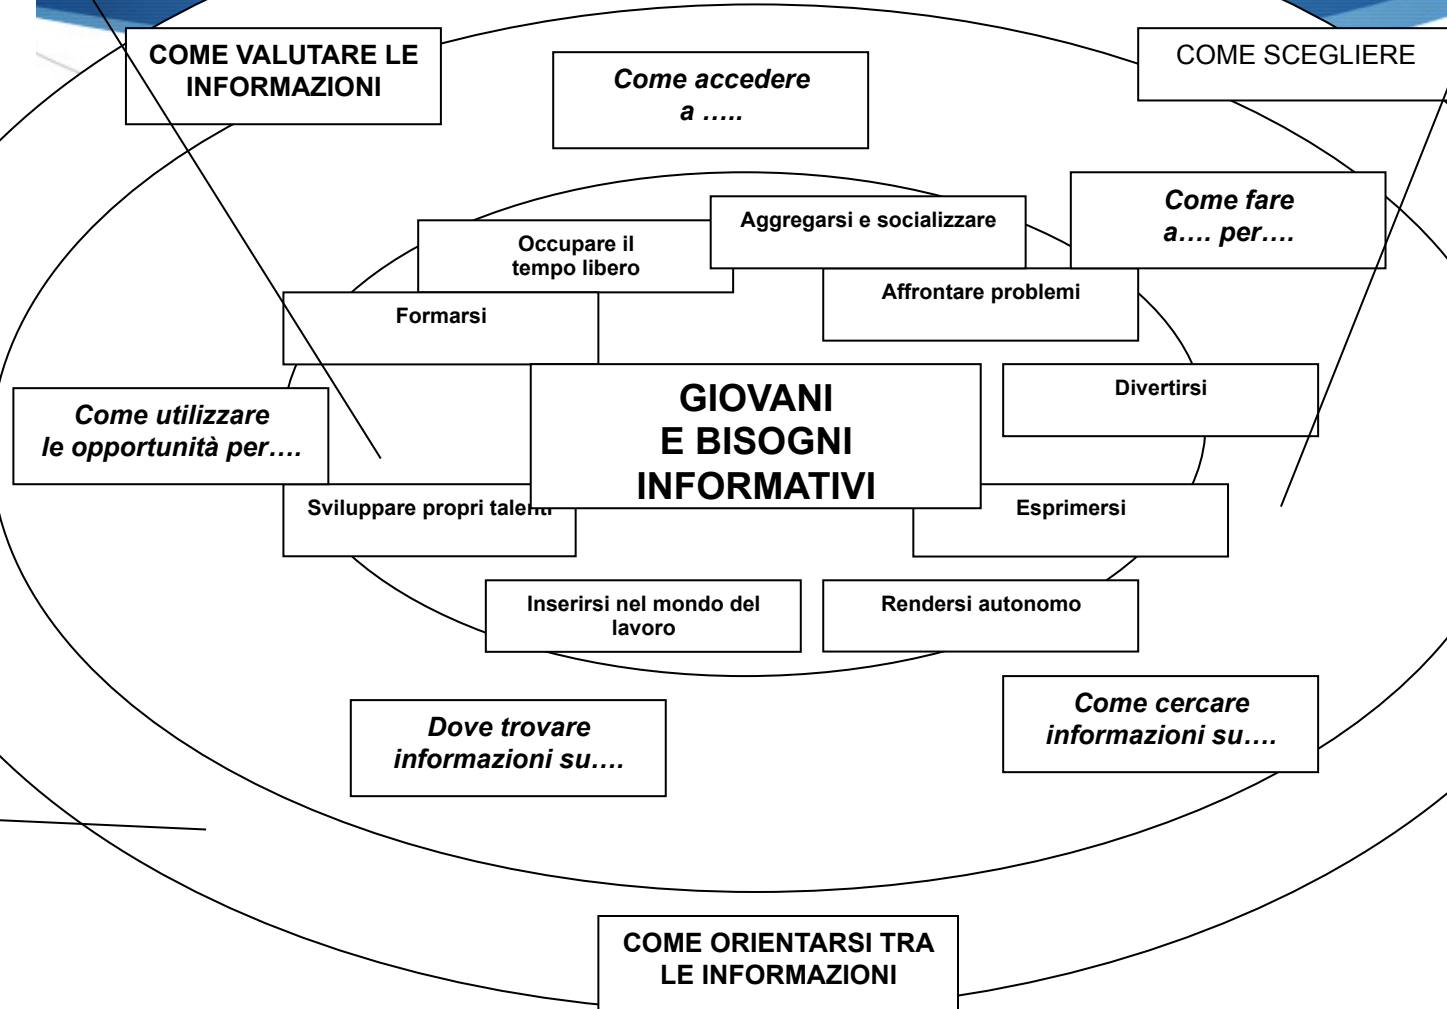 COME VALUTARE LE
INFORMAZIONI
COME SCEGLIERE
Come accedere
a …..
Come fare
a…. per….
Aggregarsi e socializzare
Occupare il
tempo libero
Affrontare problemi
Formarsi
GIOVANI
E BISOGNI
INFORMATIVI
Divertirsi
Come utilizzare
le opportunità per….
Sviluppare propri talenti
Esprimersi
Inserirsi nel mondo del
lavoro
Rendersi autonomo
Dove trovare
informazioni su….
Come cercare
informazioni su….
COME ORIENTARSI TRA
LE INFORMAZIONI